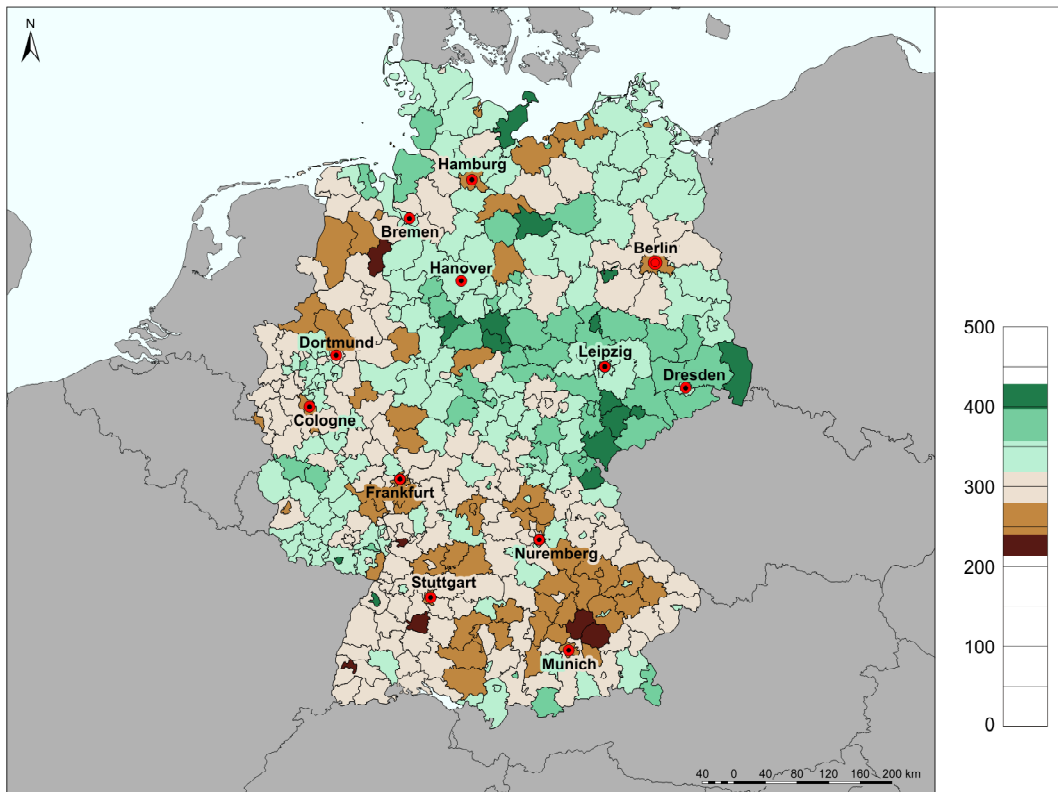 N
Hamburg
Bremen
Berlin
Hanover
Dortmund
Leipzig
Dresden
Cologne
Frankfurt
Nuremberg
Stuttgart
Munich
500
400
300
200
100
0
40 0 40 80 120 160 200 km